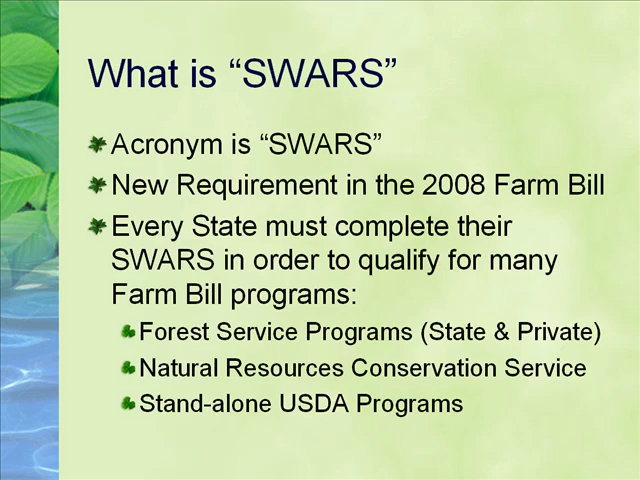 What is “SWARS”
Acronym is “SWARS”
New Requirement in the 2008 Farm Bill
Every State must complete their
SWARS in order to qualify for many
Farm Bill programs:
Forest Service Programs (State & Private)
Natural Resources Conservation Service
Stand-alone USDA Programs